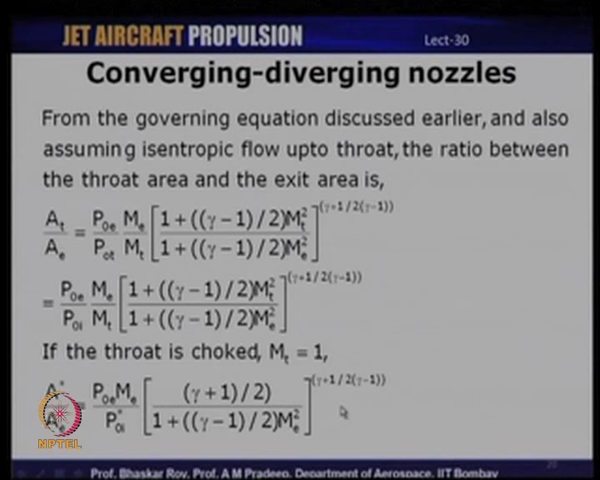 JET AIRCRAFT PROPULSION Lect-30
Converging-diverging nozzles
From the governing equation discussed earlier, and also
assuming isentropic flow upto throat, the ratio between
the throat area and the exit area is,
A_t/A_e = P_0e/P_0t M_e/M_t [1+((γ−1)/2)M_t^2 / 1+((γ−1)/2)M_e^2]^(γ+1/2(γ−1))
= P_0e/P_0i M_e/M_t [1+((γ−1)/2)M_t^2 / 1+((γ−1)/2)M_e^2]^(γ+1/2(γ−1))
If the throat is choked, M_t = 1,
A^*/A_e = P_0e M_e/P_0i^* [(γ+1)/2) / 1+((γ−1)/2)M_e^2]^(γ+1/2(γ−1))
NPTEL
Prof. Bhaskar Roy, Prof. A M Pradeep, Department of Aerospace, IIT Bombay